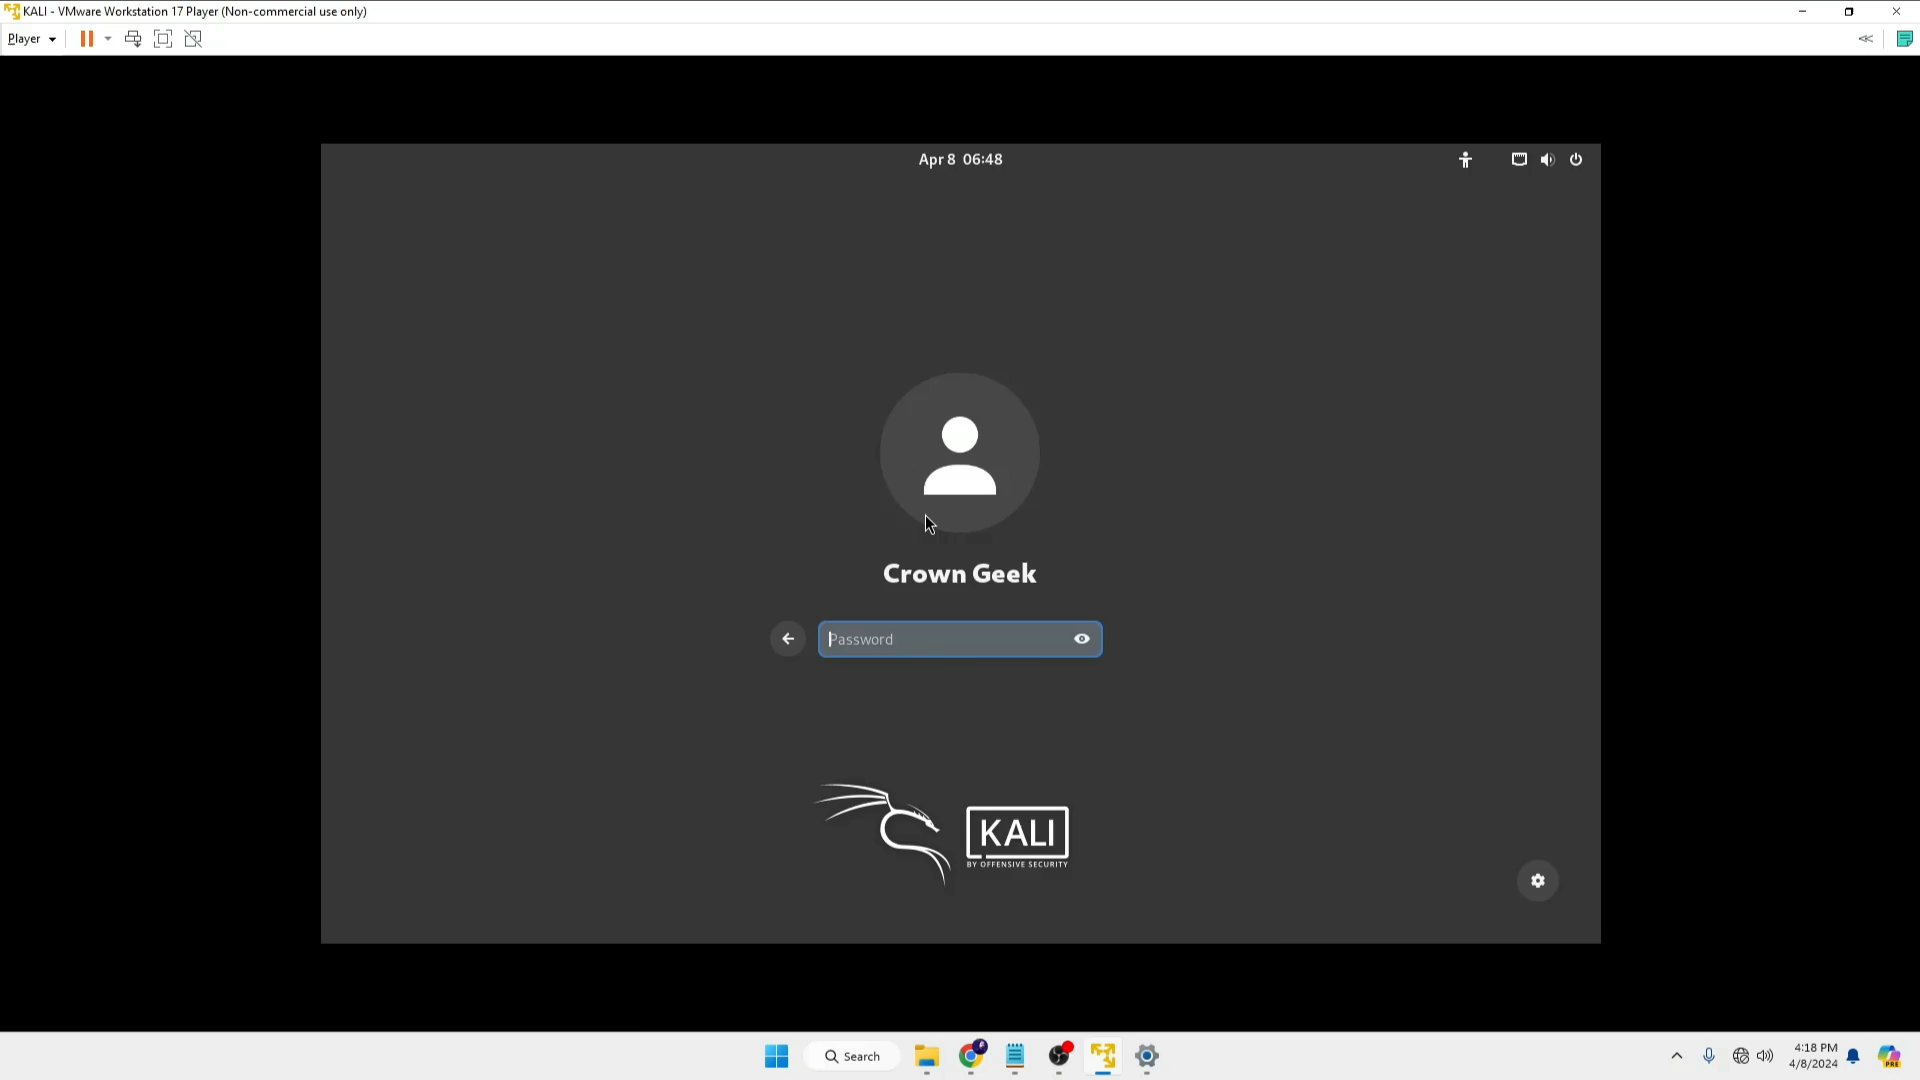 KALI - VMware Workstation 17 Player (Non-commercial use only)
Player
Apr 8 06:48
Crown Geek
Password
KALI
BY OFFENSIVE SECURITY
Search
4:18 PM
4/8/2024
PRE